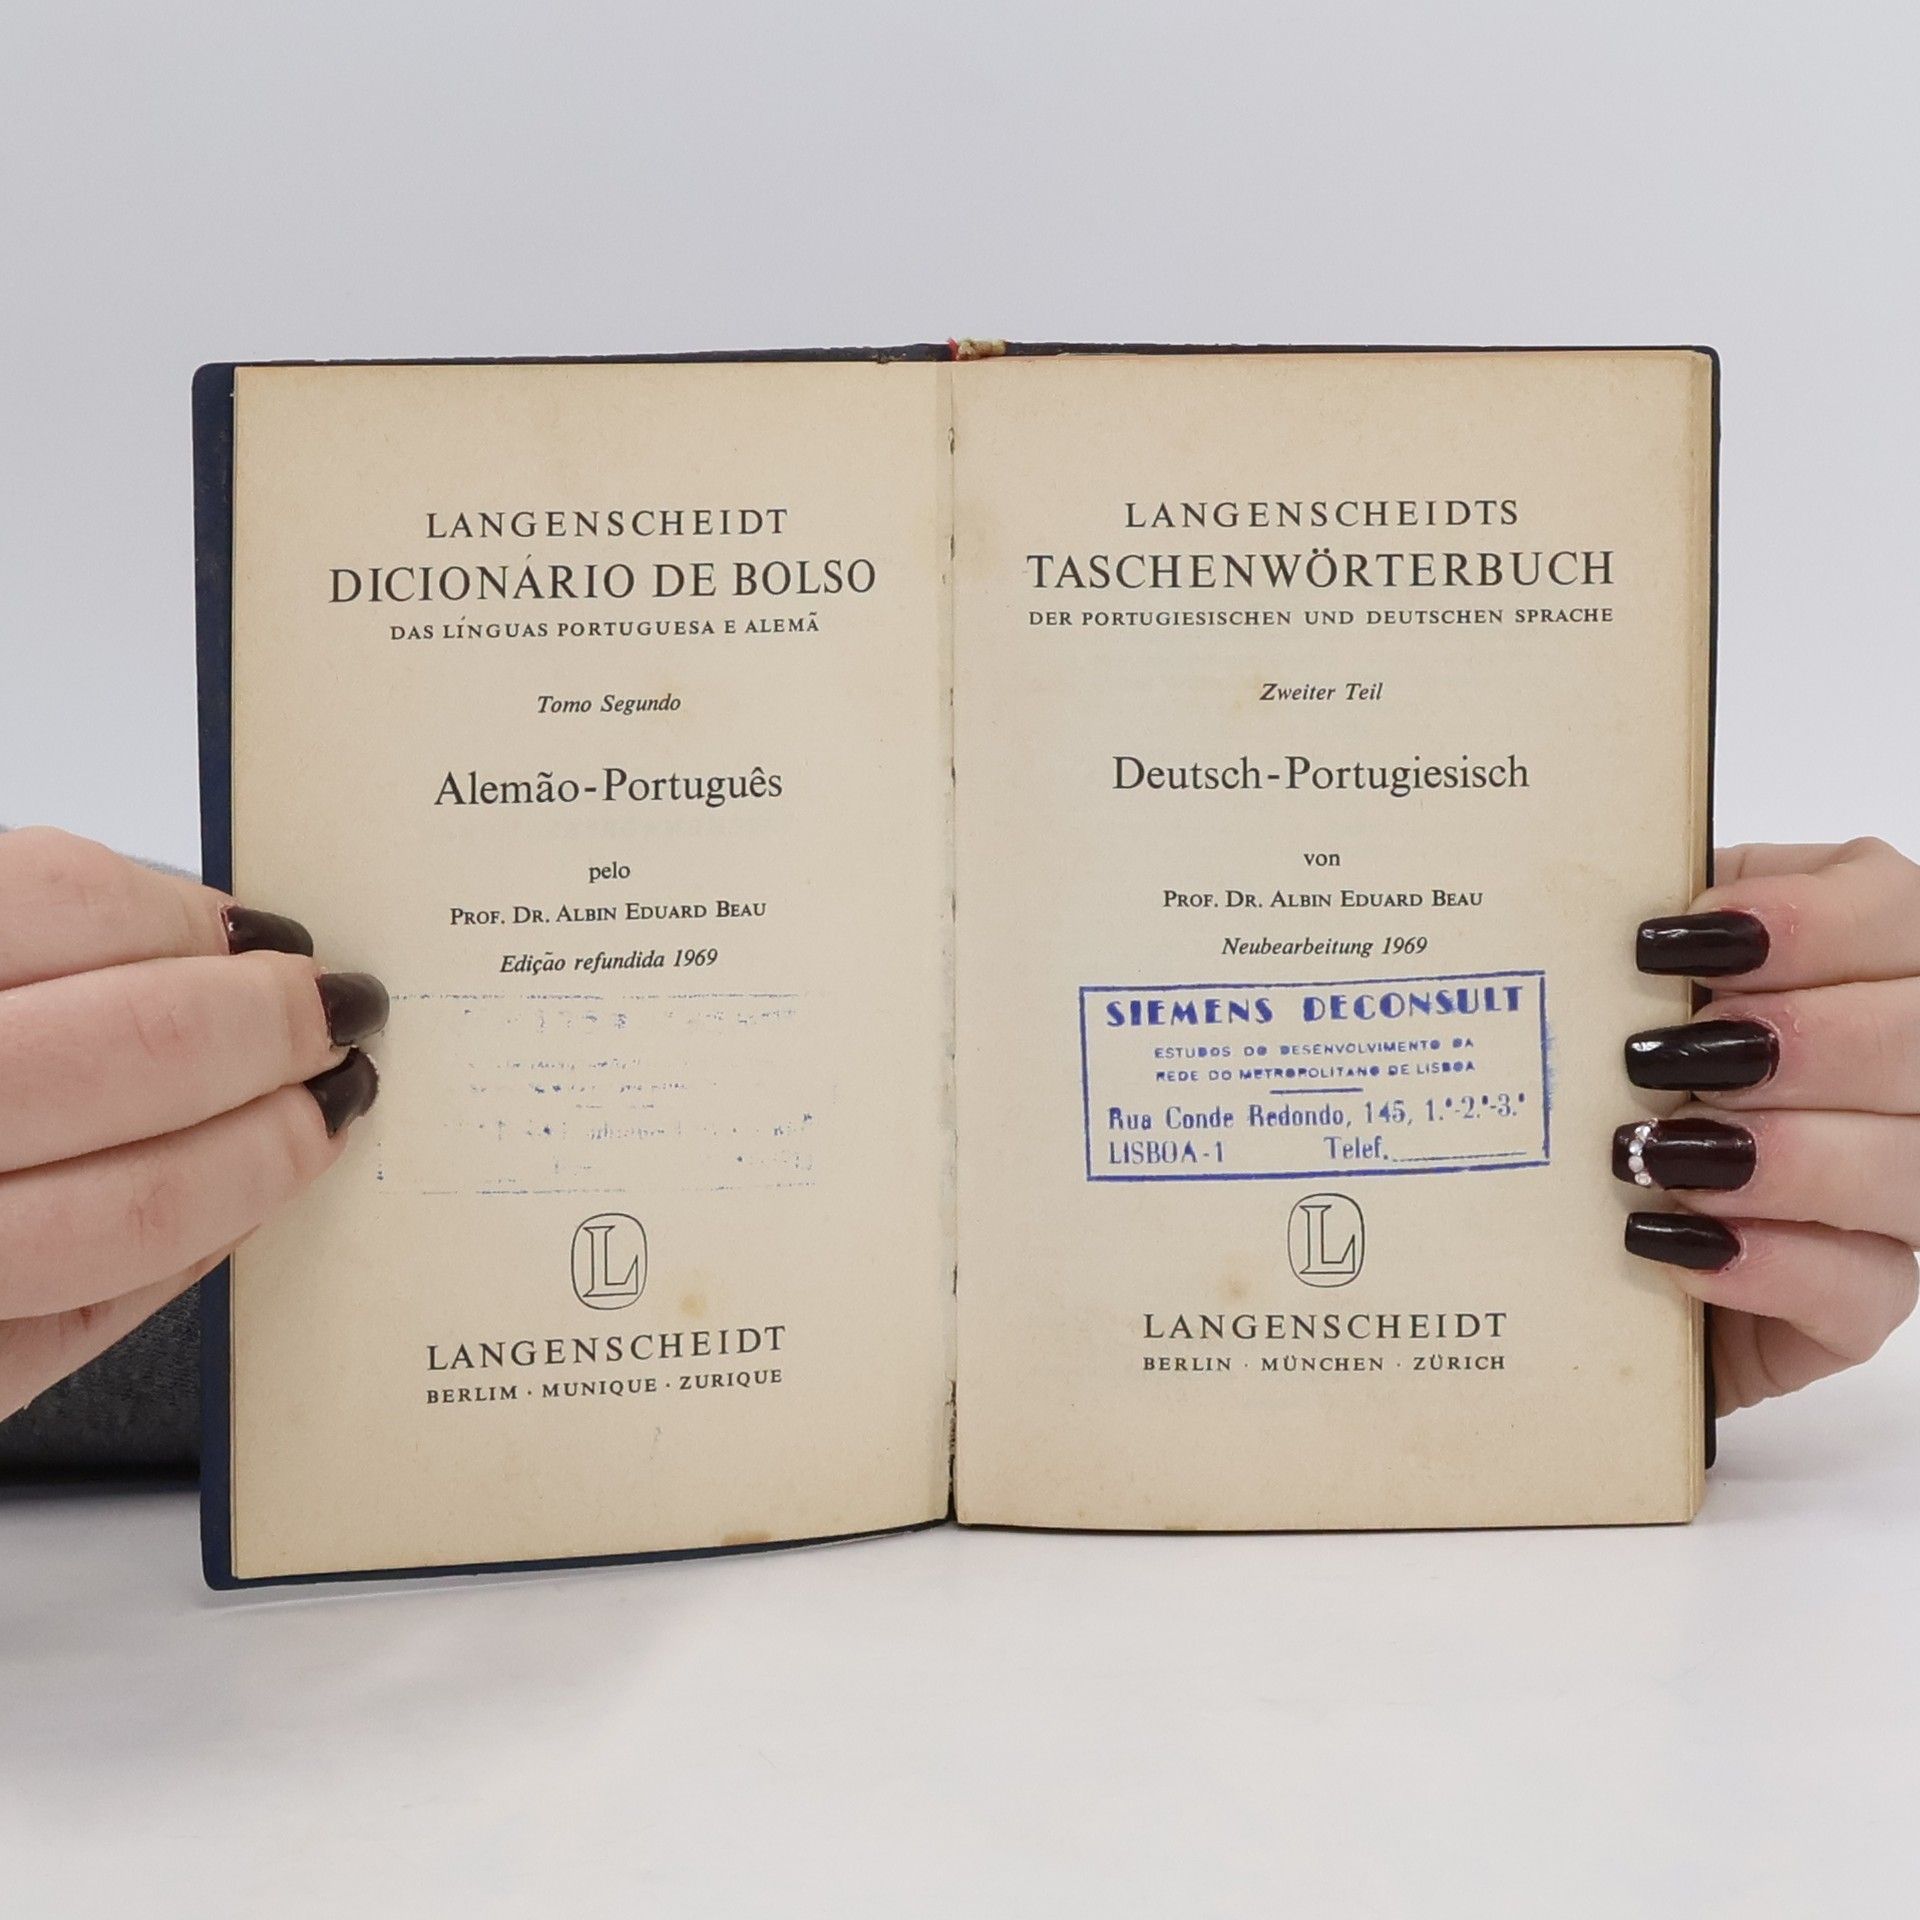 LANGENSCHEIDT
DICIONÁRIO DE BOLSO
DAS LÍNGUAS PORTUGUESA E ALEMÃ
Tomo Segundo
Alemão-Português
pelo
PROF. DR. ALBIN EDUARD BEAU
Edição refundida 1969
L
LANGENSCHEIDT
BERLIM · MUNIQUE · ZURIQUE
LANGENSCHEIDTS
TASCHENWÖRTERBUCH
DER PORTUGIESISCHEN UND DEUTSCHEN SPRACHE
Zweiter Teil
Deutsch-Portugiesisch
von
PROF. DR. ALBIN EDUARD BEAU
Neubearbeitung 1969
SIEMENS DECONSULT
ESTUDOS DO DESENVOLVIMENTO DA
REDE DO METROPOLITANO DE LISBOA
Rua Conde Redondo, 145, 1.º-2.º-3.º
LISBOA-1 Telef.
L
LANGENSCHEIDT
BERLIN · MÜNCHEN · ZÜRICH